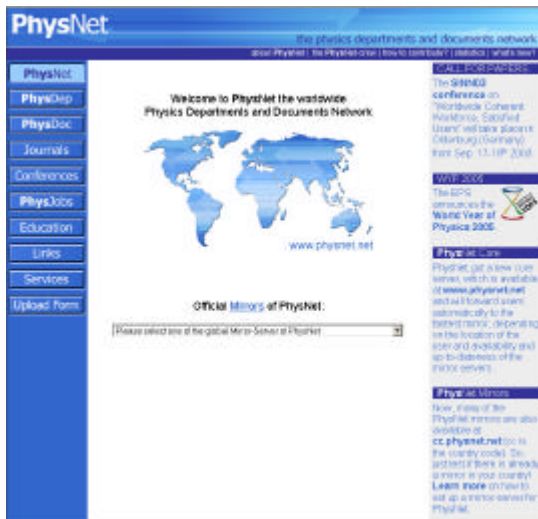 PhysNet
the physics departments and documents network
about PhysNet | the PhysNet-crew | how to contribute? | statistics | what's new?
PhysNet
PhysDep
PhysDoc
Journals
Conferences
PhysJobs
Education
Links
Services
Upload Form
Welcome to PhysNet the worldwide
Physics Departments and Documents Network
www.physnet.net
Official Mirrors of PhysNet:
Please select one of the global Mirror-Server of PhysNet
CALL FOR PAPERS
The SINN03
conference on
"Worldwide Coherent
Workforce, Satisfied
Users" will take place in
Oldenburg (Germany)
from Sep. 17-19th 2003.
WYP 2005
The EPS
announces the
World Year of
Physics 2005
PhysNet Core
PhysNet got a new core
server, which is available
at www.physnet.net
and will forward users
automatically to the
fastest mirror, depending
on the location of the
user and availability and
up-to-dateness of the
mirror servers.
PhysNet Mirrors
Now, many of the
PhysNet mirrors are also
available at
cc.physnet.net (cc is
the country code). So,
just test if there is already
a mirror in your country!
Learn more on how to
set up a mirror-server for
PhysNet.